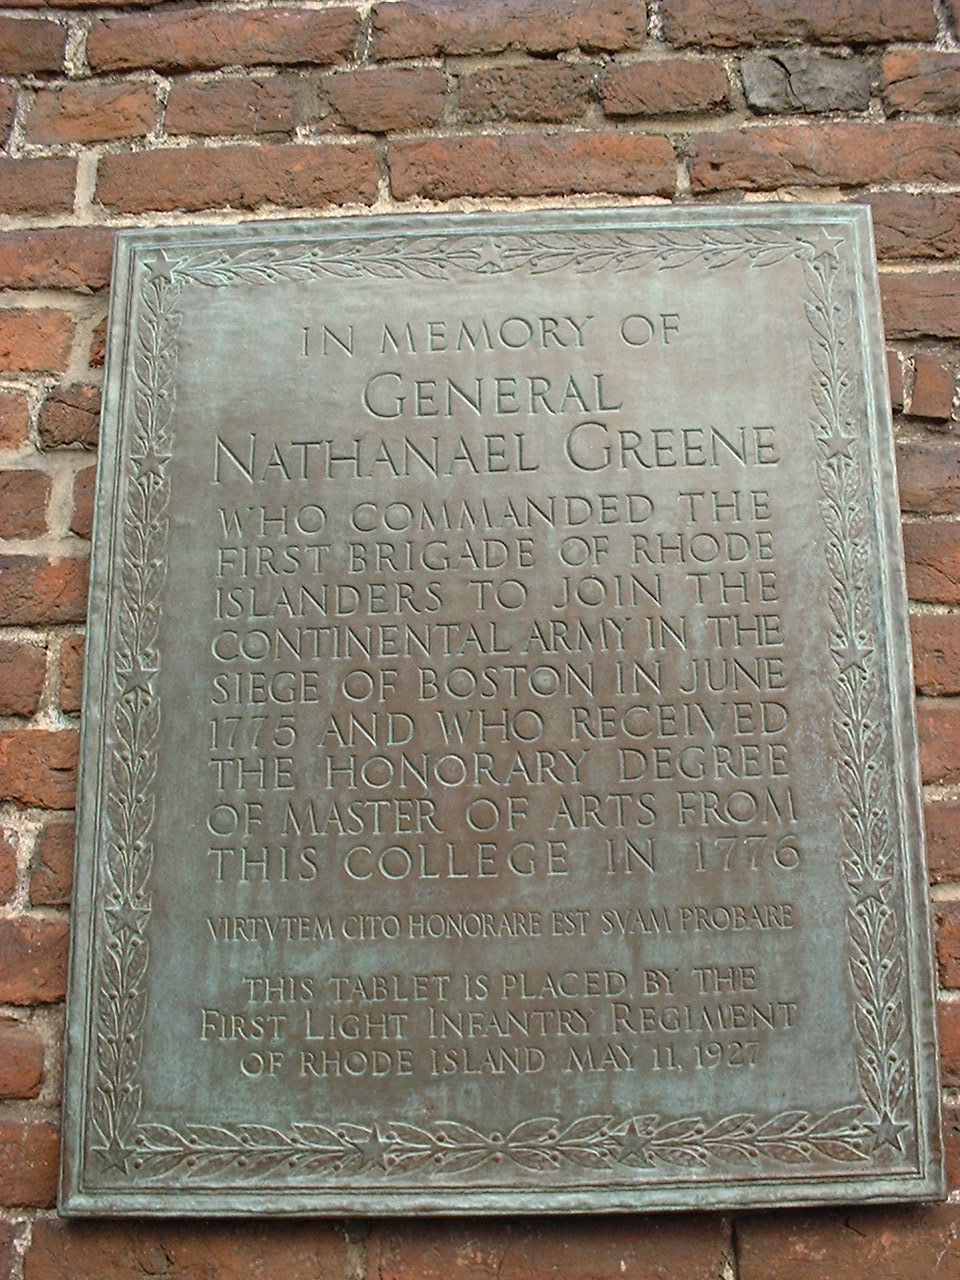 IN MEMORY OF
GENERAL
NATHANAEL GREENE
WHO COMMANDED THE
FIRST BRIGADE OF RHODE
ISLANDERS TO JOIN THE
CONTINENTAL ARMY IN THE
SIEGE OF BOSTON IN JUNE
1775 AND WHO RECEIVED
THE HONORARY DEGREE
OF MASTER OF ARTS FROM
THIS COLLEGE IN 1776
VIRTVTEM CITO HONORARE EST SVAM PROBARE
THIS TABLET IS PLACED BY THE
FIRST LIGHT INFANTRY REGIMENT
OF RHODE ISLAND MAY 11, 1927